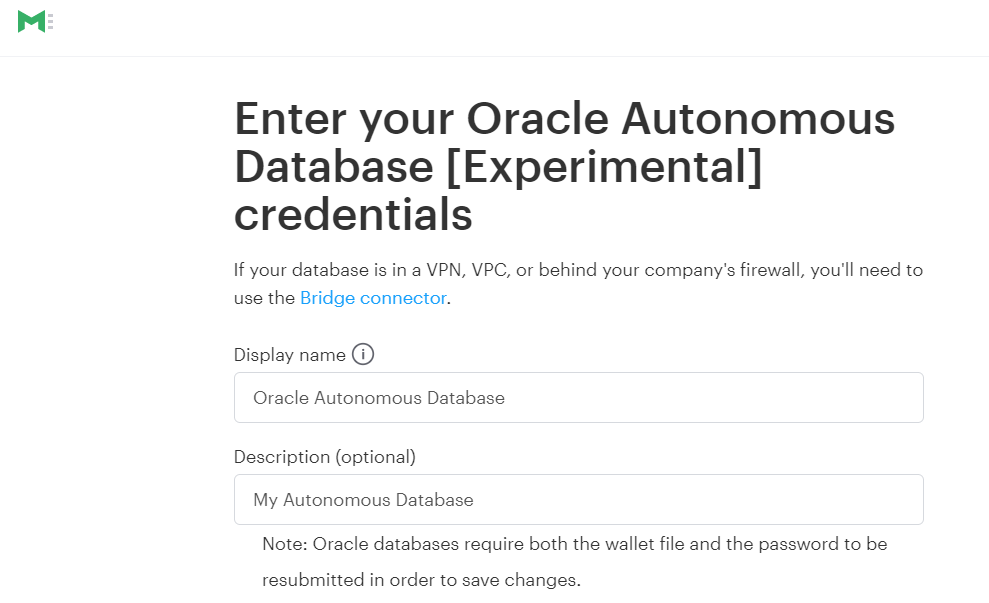 Enter your Oracle Autonomous
Database [Experimental]
credentials
If your database is in a VPN, VPC, or behind your company's firewall, you'll need to
use the Bridge connector.
Display name
Oracle Autonomous Database
Description (optional)
My Autonomous Database
Note: Oracle databases require both the wallet file and the password to be
resubmitted in order to save changes.